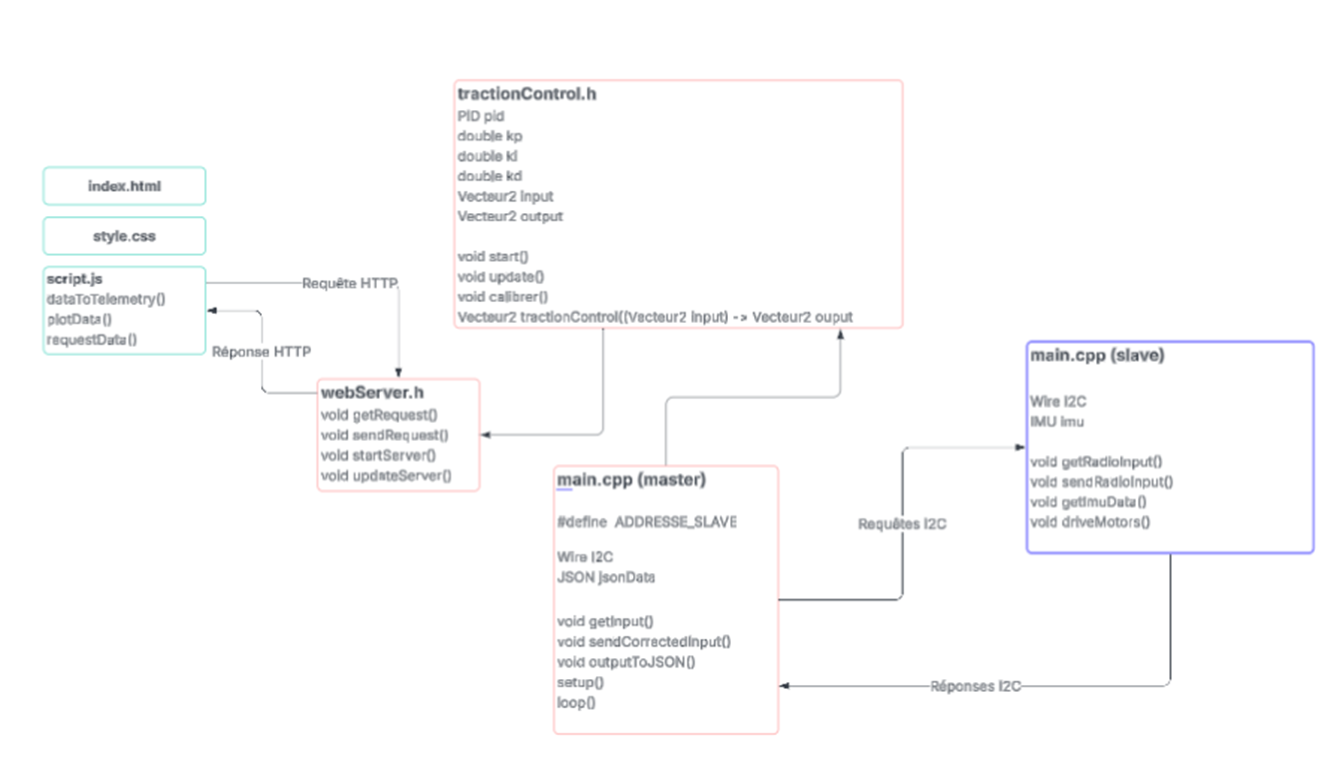 tractionControl.h
PID pid
double kp
double ki
double kd
Vecteur2 input
Vecteur2 output
void start()
void update()
void calibrer()
Vecteur2 tractionControl((Vecteur2 input) -> Vecteur2 ouput
index.html
style.css
script.js
dataToTelemetry()
plotData()
requestData()
Requête HTTP
Réponse HTTP
webServer.h
void getRequest()
void sendRequest()
void startServer()
void updateServer()
main.cpp (master)
#define ADDRESSE_SLAVE
Wire I2C
JSON jsonData
void getInput()
void sendCorrectedInput()
void outputToJSON()
setup()
loop()
Requêtes I2C
Réponses I2C
main.cpp (slave)
Wire I2C
IMU imu
void getRadioInput()
void sendRadioInput()
void getImuData()
void driveMotors()